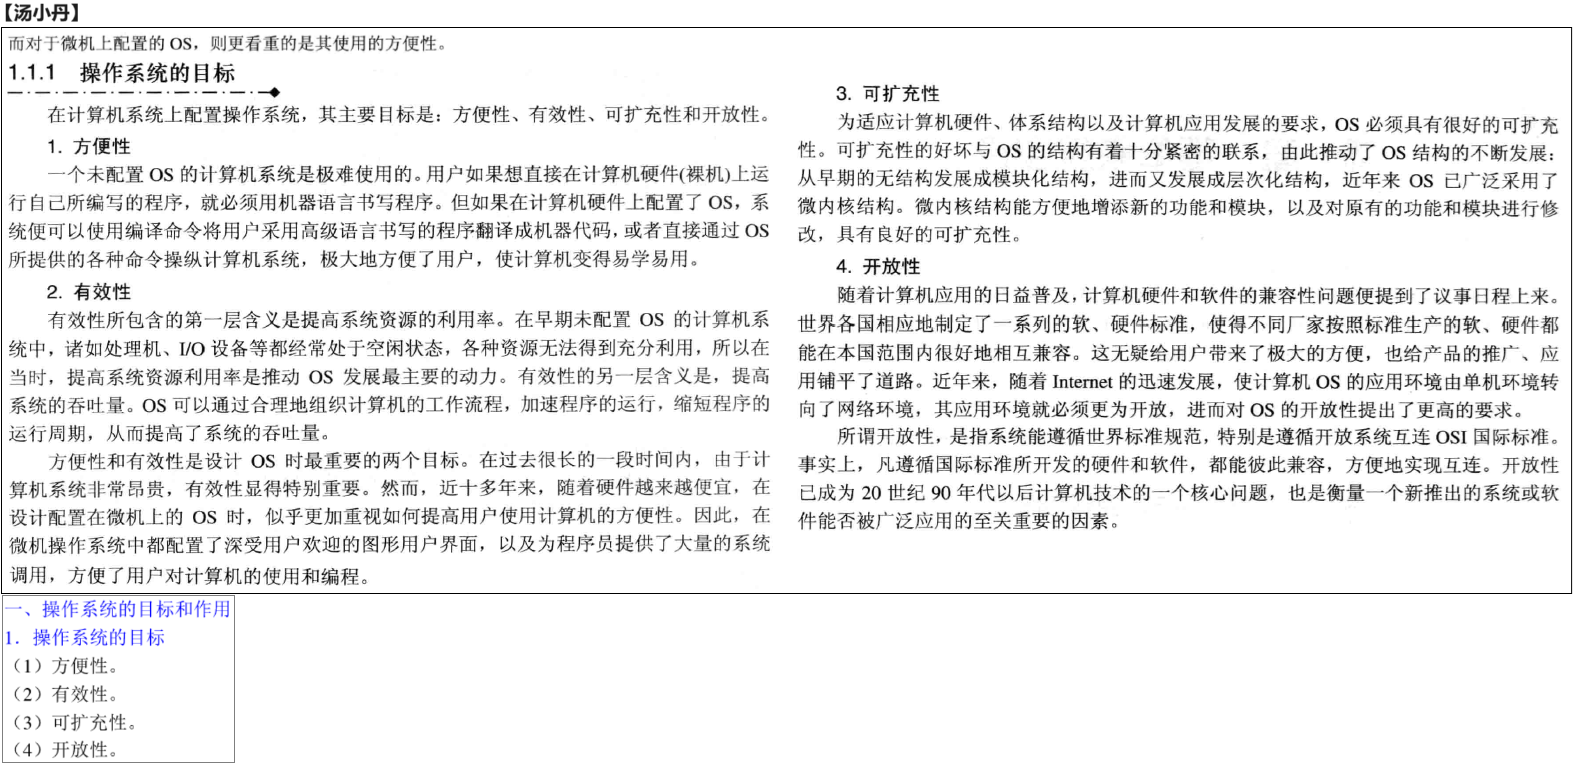 【汤小丹】
而对于微机上配置的 OS，则更看重的是其使用的方便性。
1.1.1 操作系统的目标
在计算机系统上配置操作系统，其主要目标是：方便性、有效性、可扩充性和开放性。
1. 方便性
一个未配置 OS 的计算机系统是极难使用的。用户如果想直接在计算机硬件(裸机)上运
行自己所编写的程序，就必须用机器语言书写程序。但如果在计算机硬件上配置了 OS，系
统便可以使用编译命令将用户采用高级语言书写的程序翻译成机器代码，或者直接通过 OS
所提供的各种命令操纵计算机系统，极大地方便了用户，使计算机变得易学易用。
2. 有效性
有效性所包含的第一层含义是提高系统资源的利用率。在早期未配置 OS 的计算机系
统中，诸如处理机、I/O 设备等都经常处于空闲状态，各种资源无法得到充分利用，所以在
当时，提高系统资源利用率是推动 OS 发展最主要的动力。有效性的另一层含义是，提高
系统的吞吐量。OS 可以通过合理地组织计算机的工作流程，加速程序的运行，缩短程序的
运行周期，从而提高了系统的吞吐量。
方便性和有效性是设计 OS 时最重要的两个目标。在过去很长的一段时间内，由于计
算机系统非常昂贵，有效性显得特别重要。然而，近十多年来，随着硬件越来越便宜，在
设计配置在微机上的 OS 时，似乎更加重视如何提高用户使用计算机的方便性。因此，在
微机操作系统中都配置了深受用户欢迎的图形用户界面，以及为程序员提供了大量的系统
调用，方便了用户对计算机的使用和编程。
3. 可扩充性
为适应计算机硬件、体系结构以及计算机应用发展的要求，OS 必须具有很好的可扩充
性。可扩充性的好坏与 OS 的结构有着十分紧密的联系，由此推动了 OS 结构的不断发展：
从早期的无结构发展成模块化结构，进而又发展成层次化结构，近年来 OS 已广泛采用了
微内核结构。微内核结构能方便地增添新的功能和模块，以及对原有的功能和模块进行修
改，具有良好的可扩充性。
4. 开放性
随着计算机应用的日益普及，计算机硬件和软件的兼容性问题便提到了议事日程上来。
世界各国相应地制定了一系列的软、硬件标准，使得不同厂家按照标准生产的软、硬件都
能在本国范围内很好地相互兼容。这无疑给用户带来了极大的方便，也给产品的推广、应
用铺平了道路。近年来，随着 Internet 的迅速发展，使计算机 OS 的应用环境由单机环境转
向了网络环境，其应用环境就必须更为开放，进而对 OS 的开放性提出了更高的要求。
所谓开放性，是指系统能遵循世界标准规范，特别是遵循开放系统互连 OSI 国际标准。
事实上，凡遵循国际标准所开发的硬件和软件，都能彼此兼容，方便地实现互连。开放性
已成为 20 世纪 90 年代以后计算机技术的一个核心问题，也是衡量一个新推出的系统或软
件能否被广泛应用的至关重要的因素。
一、操作系统的目标和作用
1．操作系统的目标
（1）方便性。
（2）有效性。
（3）可扩充性。
（4）开放性。